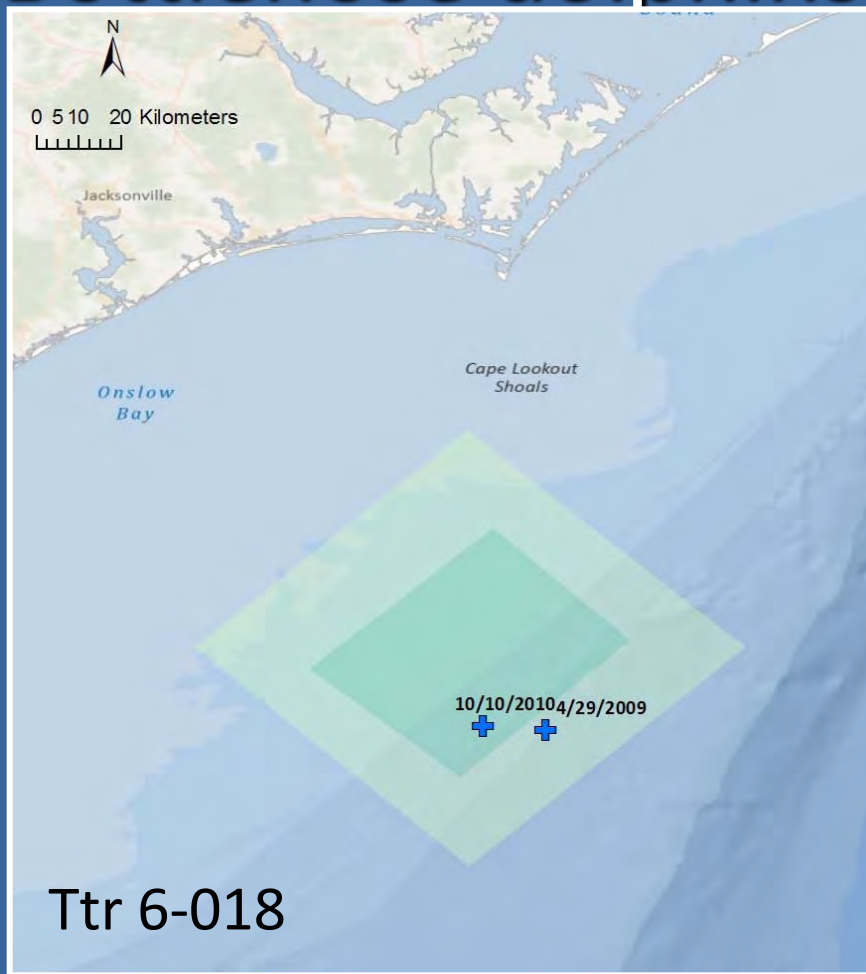 N
0 5 10 20 Kilometers
Jacksonville
Cape Lookout
Shoals
Onslow
Bay
10/10/2010 4/29/2009
Ttr 6-018